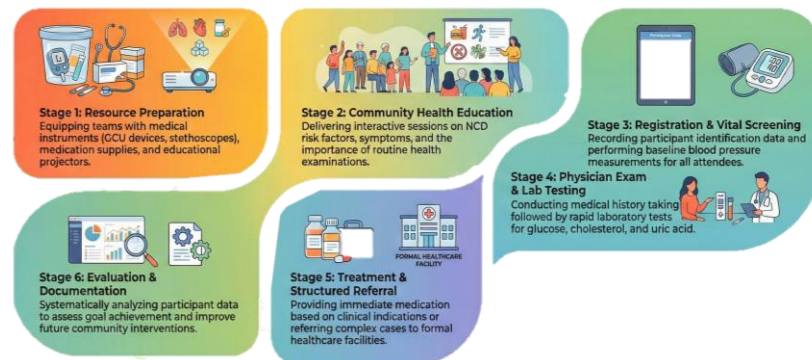 Stage 1: Resource Preparation
Equipping teams with medical
instruments (GCU devices, stethoscopes),
medication supplies, and educational
projectors.
Stage 2: Community Health Education
Delivering interactive sessions on NCD
risk factors, symptoms, and the
importance of routine health
examinations.
Stage 3: Registration & Vital Screening
Recording participant identification data and
performing baseline blood pressure
measurements for all attendees.
Stage 4: Physician Exam
& Lab Testing
Conducting medical history taking
followed by rapid laboratory tests
for glucose, cholesterol, and uric acid.
FORMAL HEALTHCARE
FACILITY
Stage 5: Treatment &
Structured Referral
Providing immediate medication
based on clinical indications or
referring complex cases to formal
healthcare facilities.
Stage 6: Evaluation &
Documentation
Systematically analyzing participant data
to assess goal achievement and improve
future community interventions.